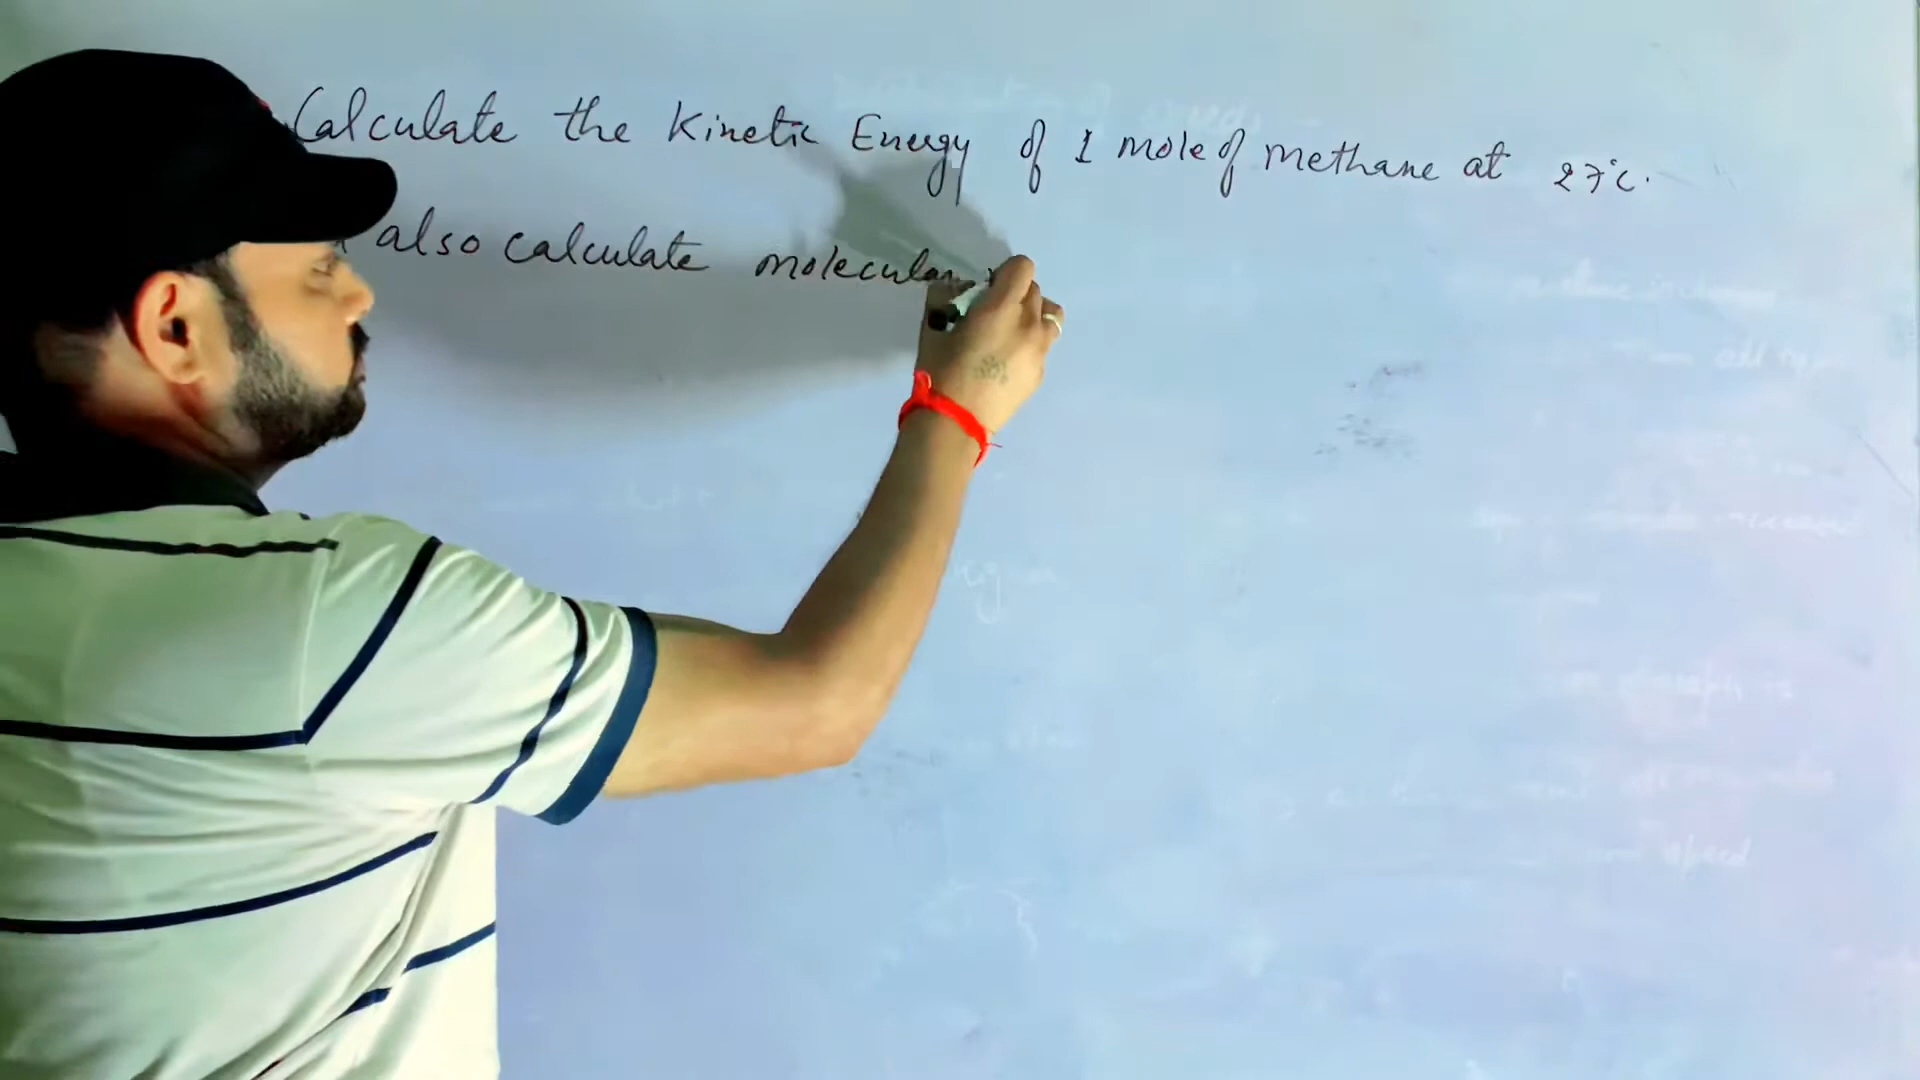 Calculate the Kinetic Energy of 1 mole of methane at 27°C.
also calculate molecular